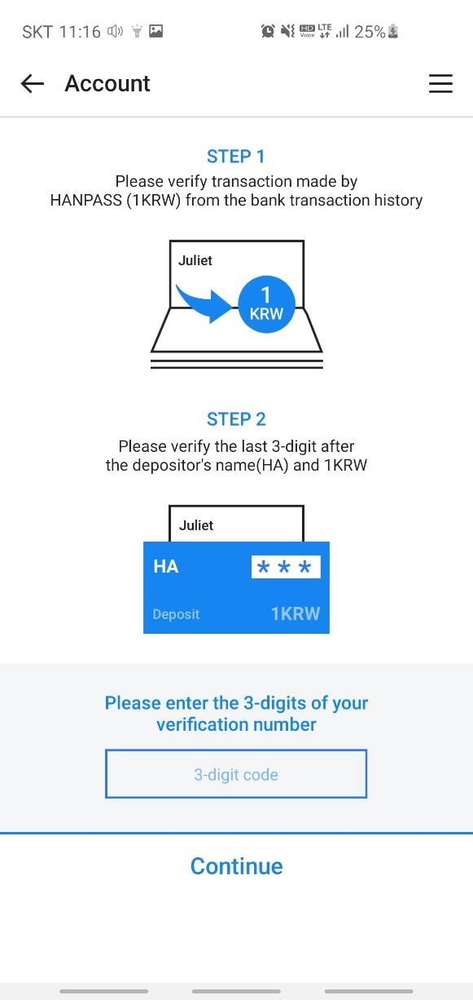 SKT 11:16 HD Voice LTE 25%
Account
STEP 1
Please verify transaction made by
HANPASS (1KRW) from the bank transaction history
Juliet
1
KRW
STEP 2
Please verify the last 3-digit after
the depositor's name(HA) and 1KRW
Juliet
HA ***
Deposit 1KRW
Please enter the 3-digits of your
verification number
3-digit code
Continue